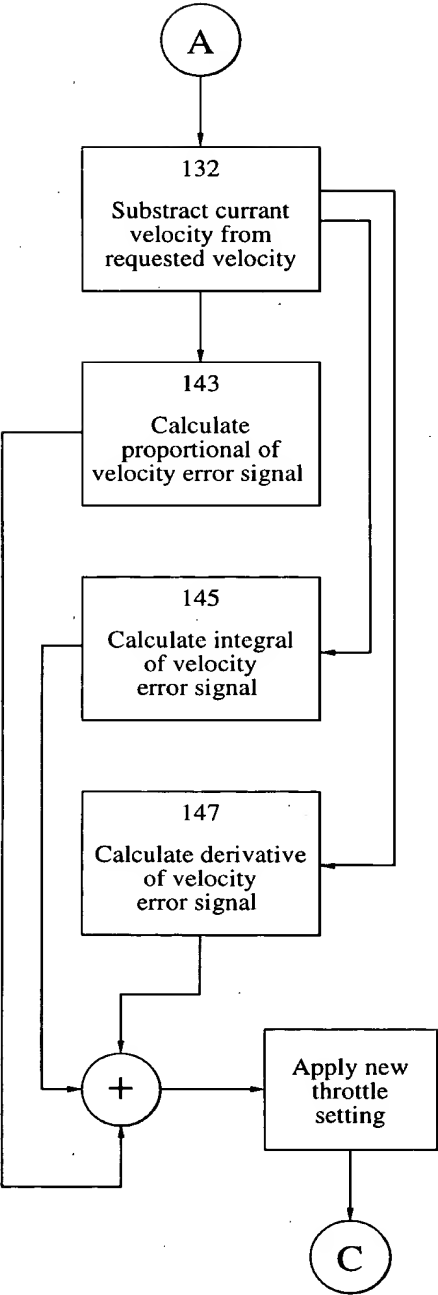 A
132
Substract currant
velocity from
requested velocity
143
Calculate
proportional of
velocity error signal
145
Calculate integral
of velocity
error signal
147
Calculate derivative
of velocity
error signal
+
Apply new
throttle
setting
C